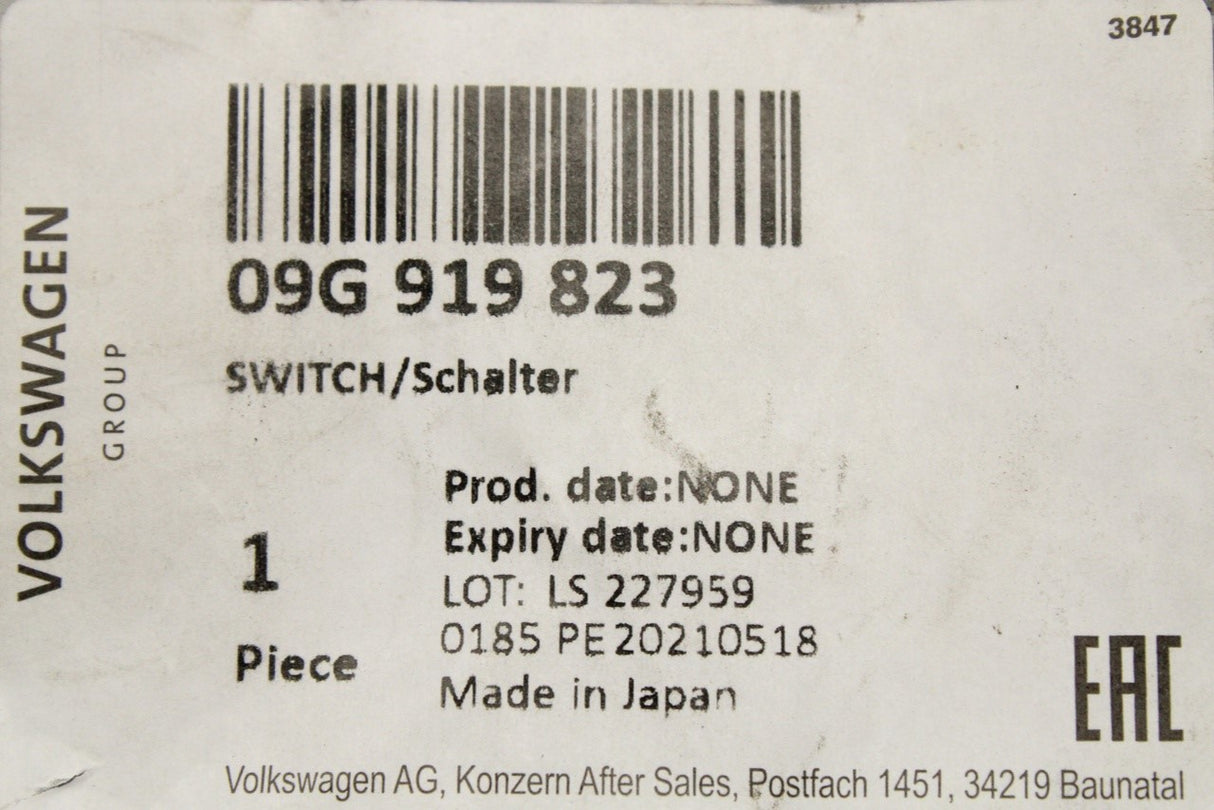 3847
VOLKSWAGEN
GROUP
09G 919 823
SWITCH/Schalter
Prod. date:NONE
Expiry date:NONE
1
LOT: LS 227959
0185 PE20210518
Piece
Made in Japan
EAC
Volkswagen AG, Konzern After Sales, Postfach 1451, 34219 Baunatal